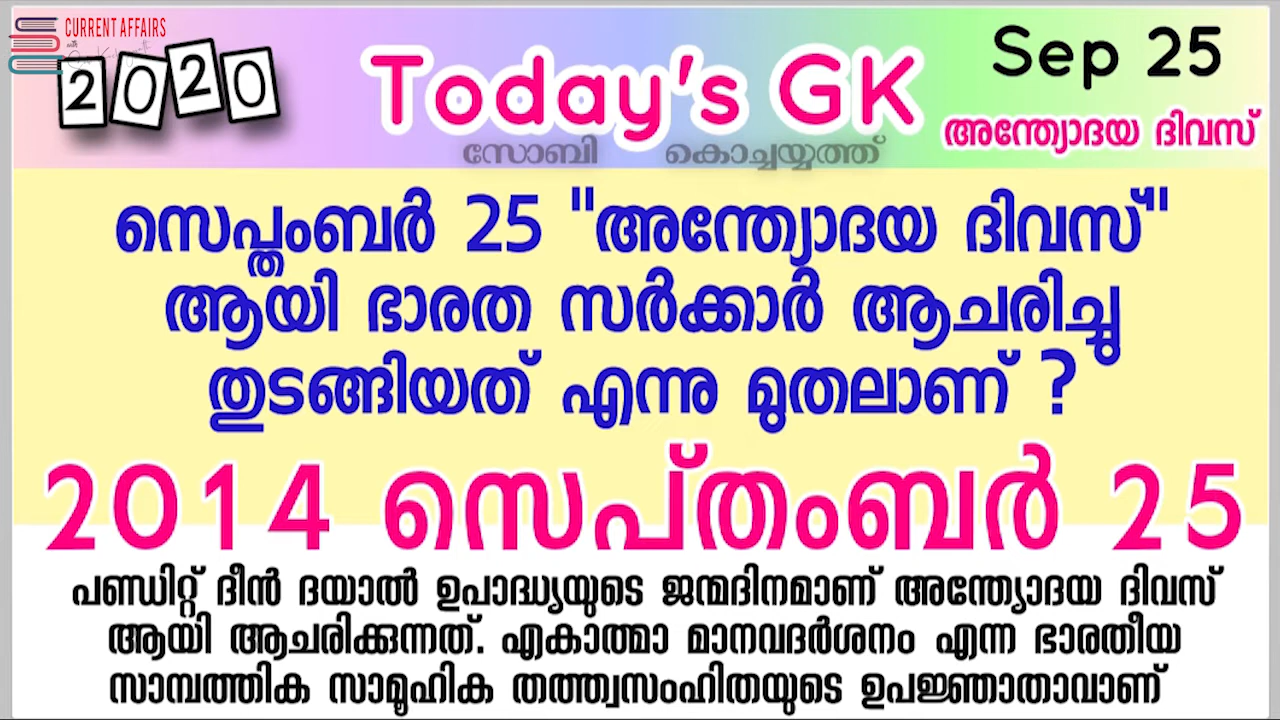 CURRENT AFFAIRS
2020
Today's GK
Sep 25
അന്ത്യോദയ ദിവസ്
സോബി കൊച്ചയ്യത്ത്
സെപ്തംബർ 25 "അന്ത്യോദയ ദിവസ്"
ആയി ഭാരത സർക്കാർ ആചരിച്ചു
തുടങ്ങിയത് എന്നു മുതലാണ് ?
2014 സെപ്തംബർ 25
പണ്ഡിറ്റ് ദീൻ ദയാൽ ഉപാദ്ധ്യയുടെ ജന്മദിനമാണ് അന്ത്യോദയ ദിവസ്
ആയി ആചരിക്കുന്നത്. ഏകാത്മാ മാനവദർശനം എന്ന ഭാരതീയ
സാമ്പത്തിക സാമൂഹിക തത്ത്വസംഹിതയുടെ ഉപജ്ഞാതാവാണ്